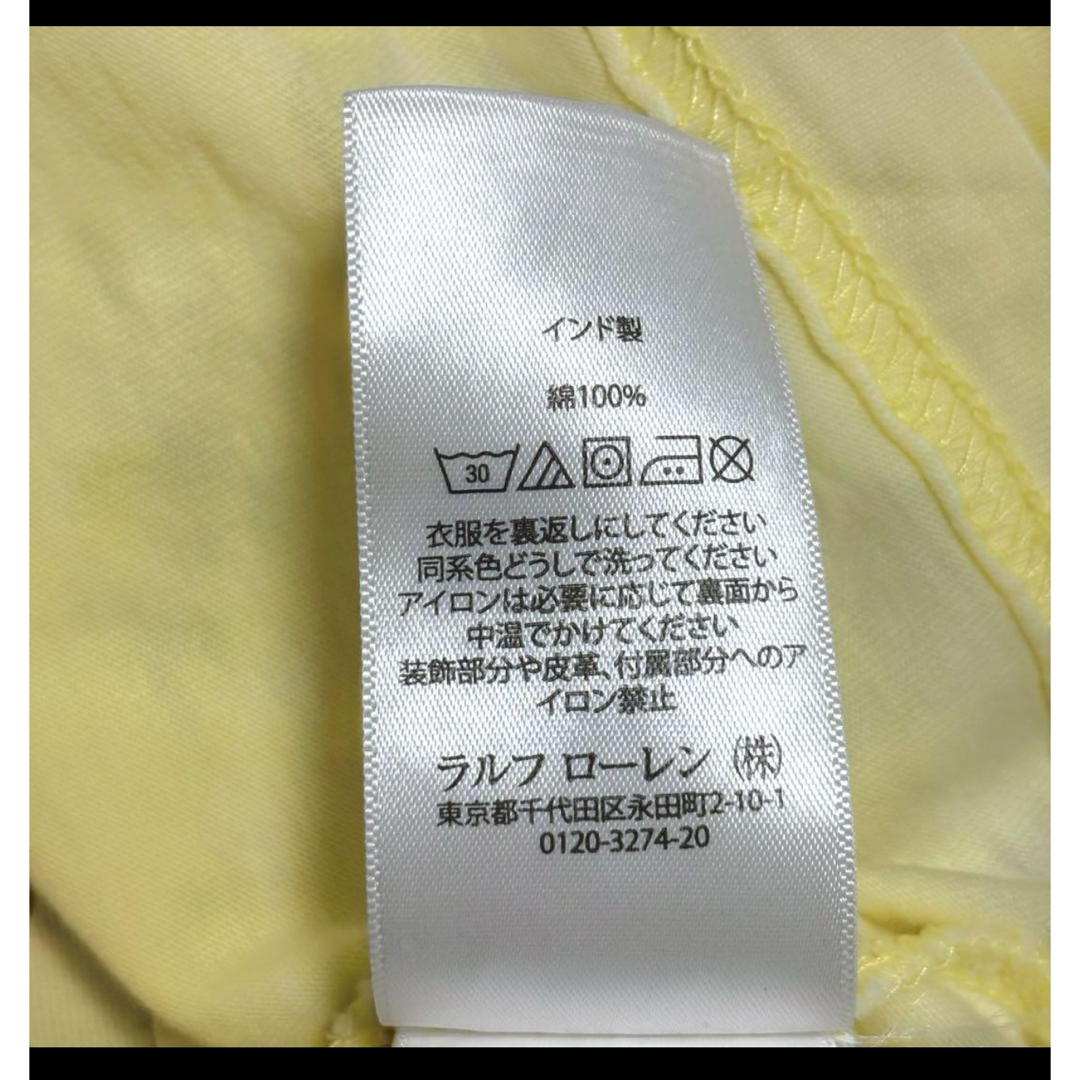 インド製
綿100%
30
衣服を裏返しにしてください
同系色どうしで洗ってください
アイロンは必要に応じて裏面から
中温でかけてください
装飾部分や皮革、付属部分へのア
イロン禁止
ラルフ ローレン (株)
東京都千代田区永田町2-10-1
0120-3274-20